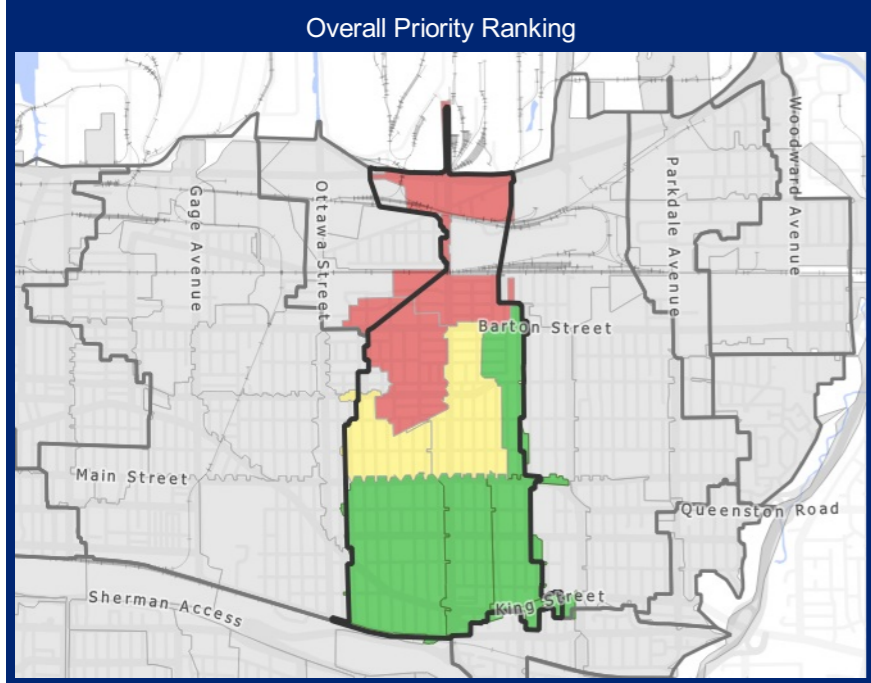 Overall Priority Ranking
Woodward Avenue
Parkdale Avenue
Gage Avenue
Ottawa Street
Barton Street
Main Street
Queenston Road
Sherman Access
King Street